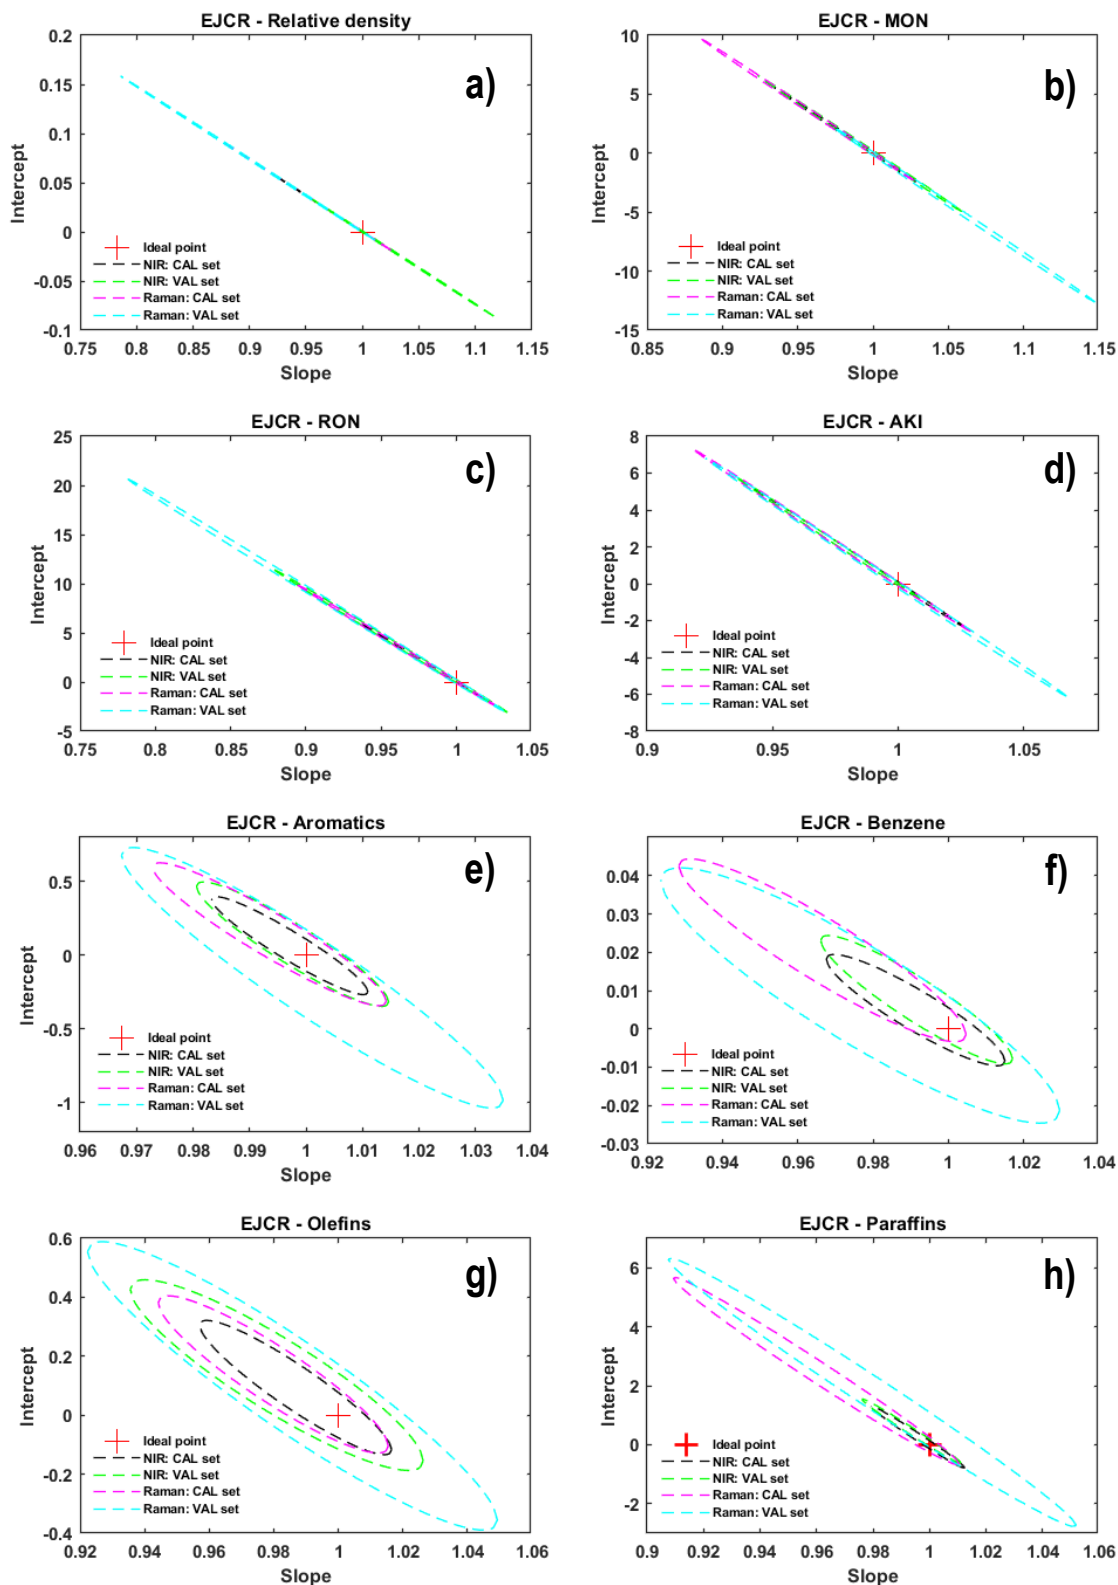 EJCR - Relative density
a)
0.2
0.15
0.1
0.05
0
-0.05
-0.1
Intercept
Ideal point
NIR: CAL set
NIR: VAL set
Raman: CAL set
Raman: VAL set
0.75 0.8 0.85 0.9 0.95 1 1.05 1.1 1.15
Slope
EJCR - MON
b)
10
5
0
-5
-10
-15
Intercept
Ideal point
NIR: CAL set
NIR: VAL set
Raman: CAL set
Raman: VAL set
0.85 0.9 0.95 1 1.05 1.1 1.15
Slope
EJCR - RON
c)
25
20
15
10
5
0
-5
Intercept
Ideal point
NIR: CAL set
NIR: VAL set
Raman: CAL set
Raman: VAL set
0.75 0.8 0.85 0.9 0.95 1 1.05
Slope
EJCR - AKI
d)
8
6
4
2
0
-2
-4
-6
-8
Intercept
Ideal point
NIR: CAL set
NIR: VAL set
Raman: CAL set
Raman: VAL set
0.9 0.95 1 1.05
Slope
EJCR - Aromatics
e)
0.5
0
-0.5
-1
Intercept
Ideal point
NIR: CAL set
NIR: VAL set
Raman: CAL set
Raman: VAL set
0.96 0.97 0.98 0.99 1 1.01 1.02 1.03 1.04
Slope
EJCR - Benzene
f)
0.04
0.03
0.02
0.01
0
-0.01
-0.02
-0.03
Intercept
Ideal point
NIR: CAL set
NIR: VAL set
Raman: CAL set
Raman: VAL set
0.92 0.94 0.96 0.98 1 1.02 1.04
Slope
EJCR - Olefins
g)
0.6
0.4
0.2
0
-0.2
-0.4
Intercept
Ideal point
NIR: CAL set
NIR: VAL set
Raman: CAL set
Raman: VAL set
0.92 0.94 0.96 0.98 1 1.02 1.04 1.06
Slope
EJCR - Paraffins
h)
6
4
2
0
-2
Intercept
Ideal point
NIR: CAL set
NIR: VAL set
Raman: CAL set
Raman: VAL set
0.9 0.92 0.94 0.96 0.98 1 1.02 1.04 1.06
Slope